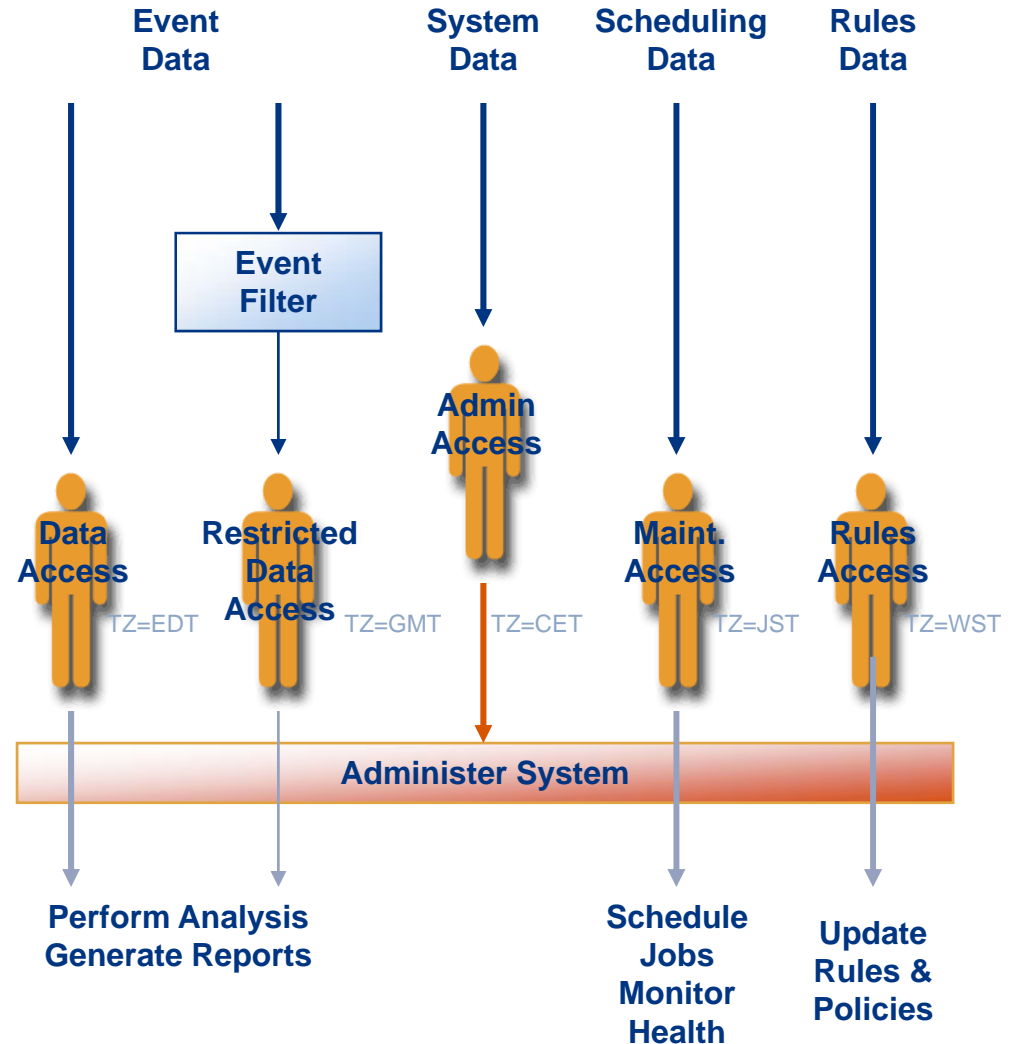 Event
Data
System
Data
Scheduling
Data
Rules
Data
Event
Filter
Admin
Access
Data
Access
Restricted
Data
Access
Maint.
Access
Rules
Access
TZ=EDT
TZ=GMT
TZ=CET
TZ=JST
TZ=WST
Administer System
Perform Analysis
Generate Reports
Schedule
Jobs
Monitor
Health
Update
Rules &
Policies